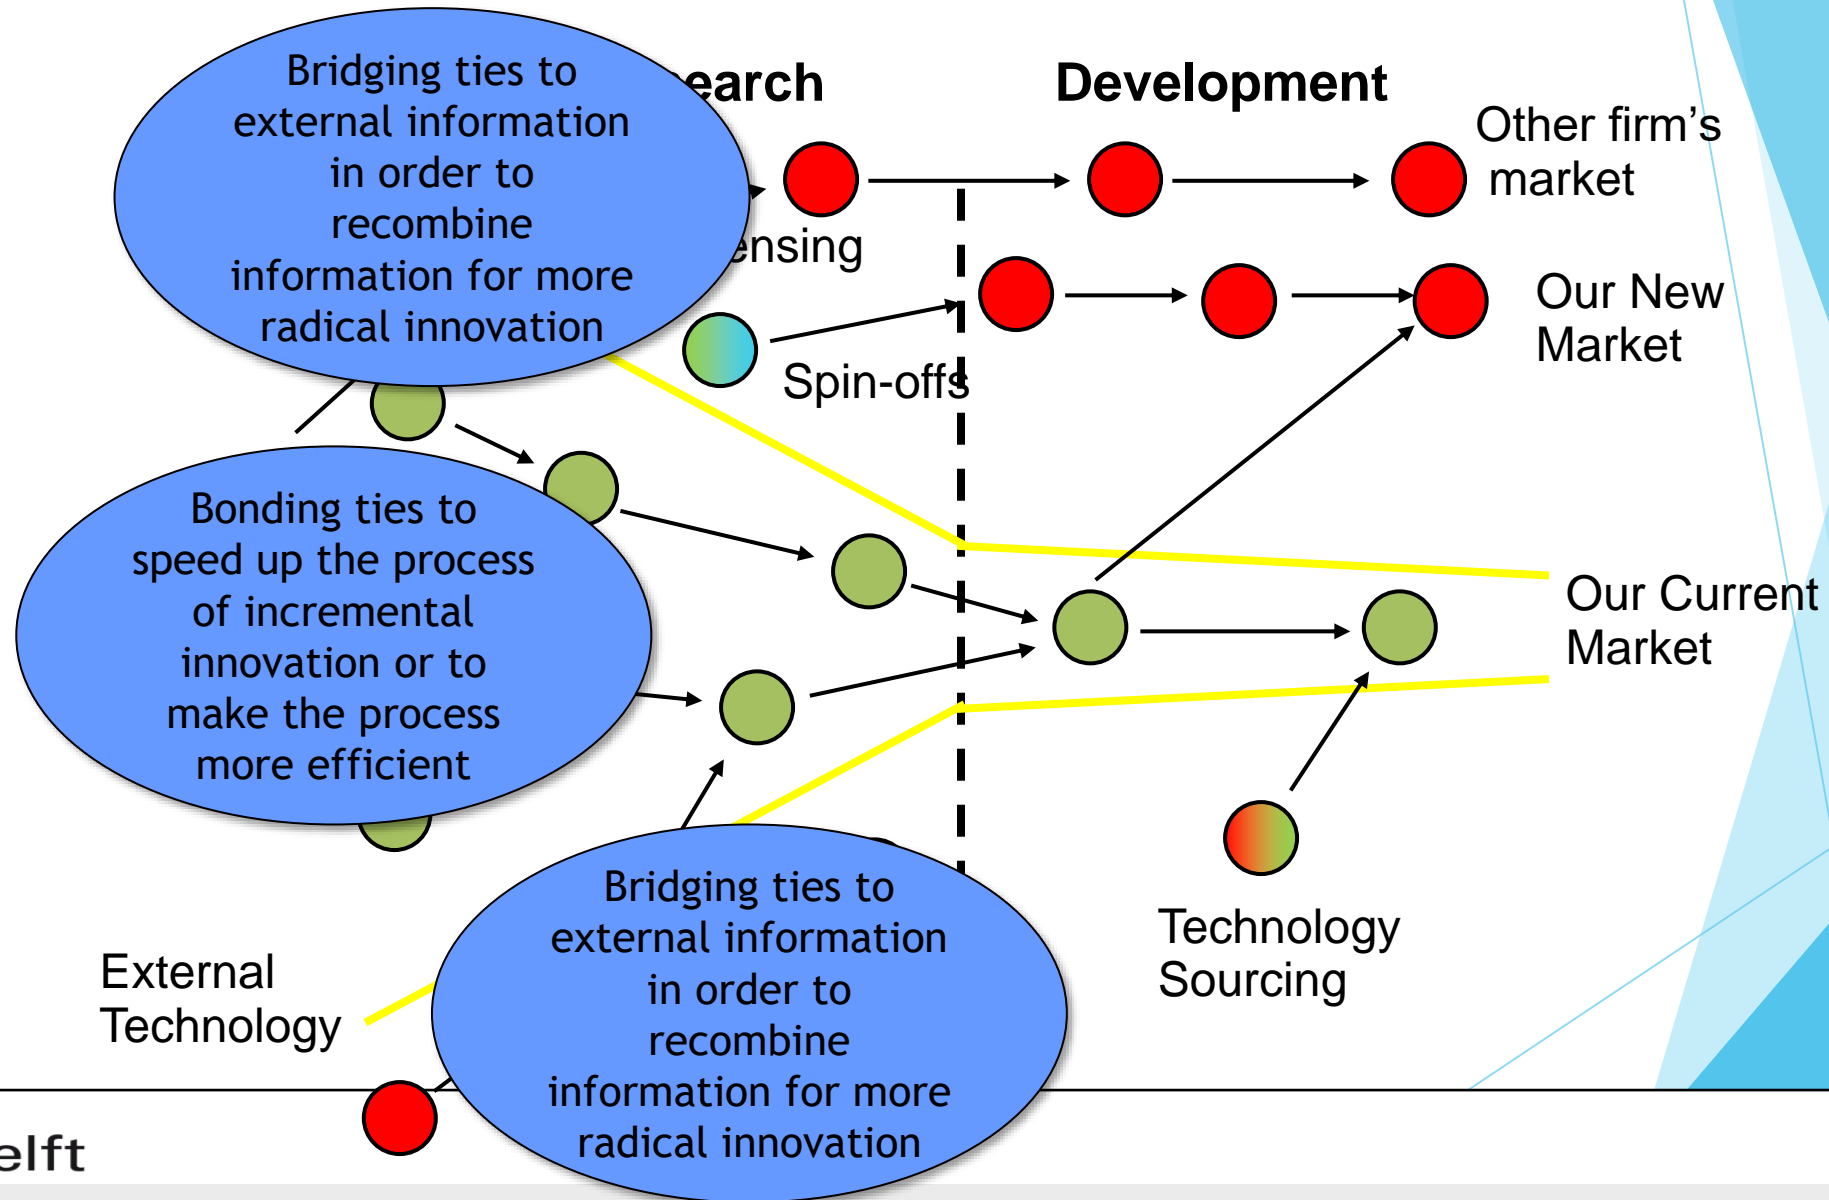 Bridging ties to
external information
in order to
recombine
information for more
radical innovation
earch
Development
Other firm's
market
ensing
Our New
Market
Spin-offs
Bonding ties to
speed up the process
of incremental
innovation or to
make the process
more efficient
Our Current
Market
Bridging ties to
external information
in order to
recombine
information for more
radical innovation
Technology
Sourcing
External
Technology
elft